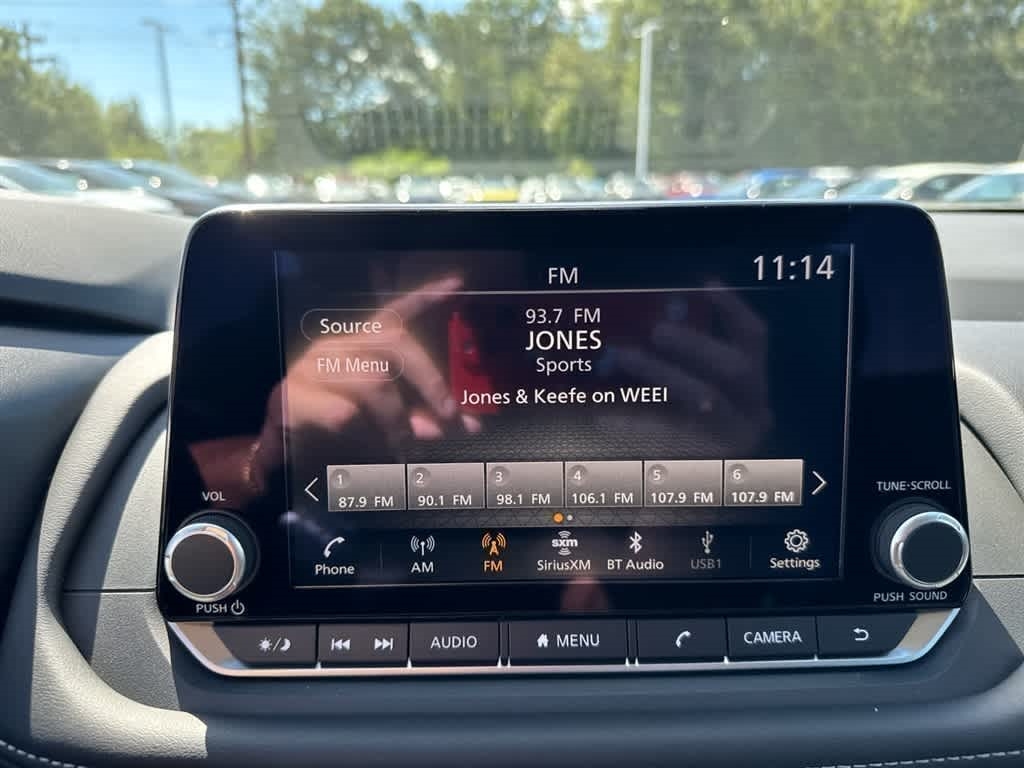 FM
11:14
Source
93.7 FM
JONES
FM Menu
Sports
Jones & Keefe on WEEI
1 87.9 FM
2 90.1 FM
3 98.1 FM
4 106.1 FM
5 107.9 FM
6 107.9 FM
VOL
TUNE·SCROLL
Phone
AM
FM
sxm
SiriusXM
BT Audio
USB1
Settings
PUSH
PUSH SOUND
AUDIO
MENU
CAMERA